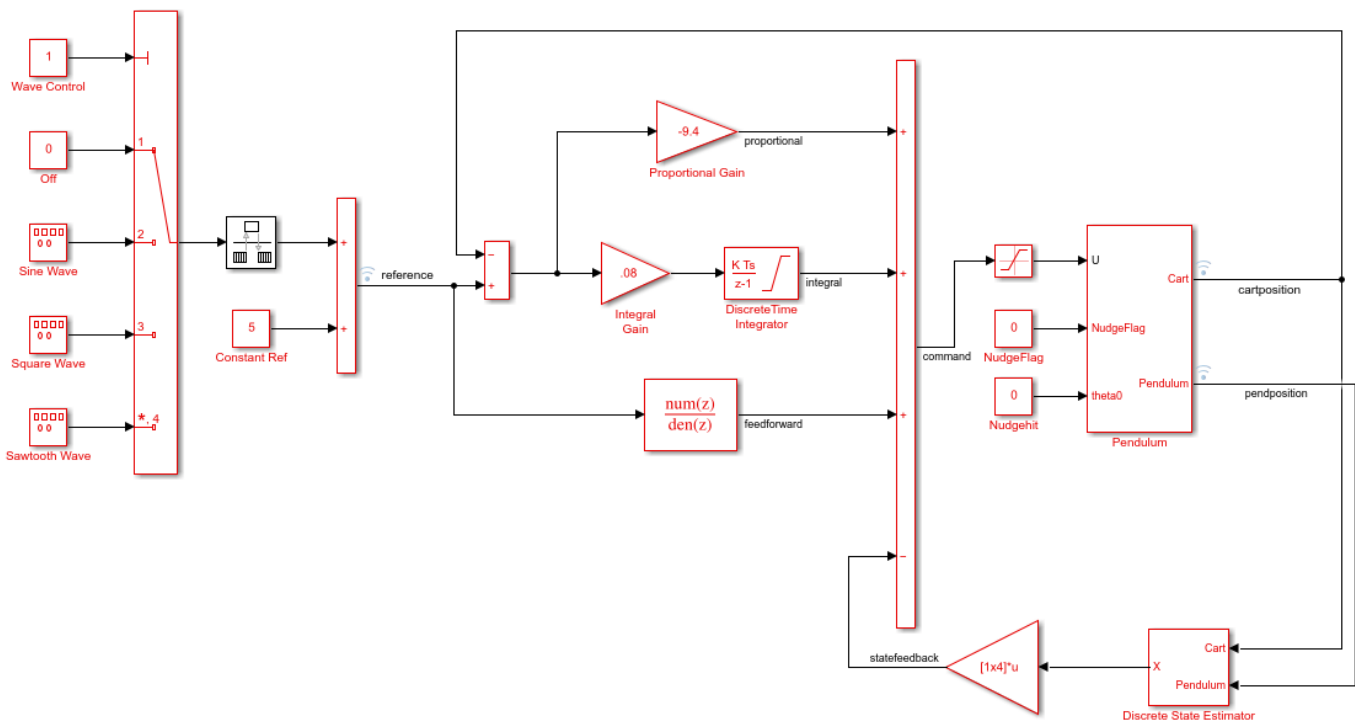 1
Wave Control
0
Off
1
Sine Wave
2
Square Wave
3
Sawtooth Wave
*, 4
5
Constant Ref
+
+
reference
−
+
-9.4
proportional
Proportional Gain
.08
Integral
Gain
K Ts
z-1
integral
DiscreteTime
Integrator
num(z)
den(z)
feedforward
+
+
+
−
command
0
NudgeFlag
0
Nudgehit
U
NudgeFlag
theta0
Cart
Pendulum
Pendulum
cartposition
pendposition
statefeedback
[1x4]*u
X
Cart
Pendulum
Discrete State Estimator